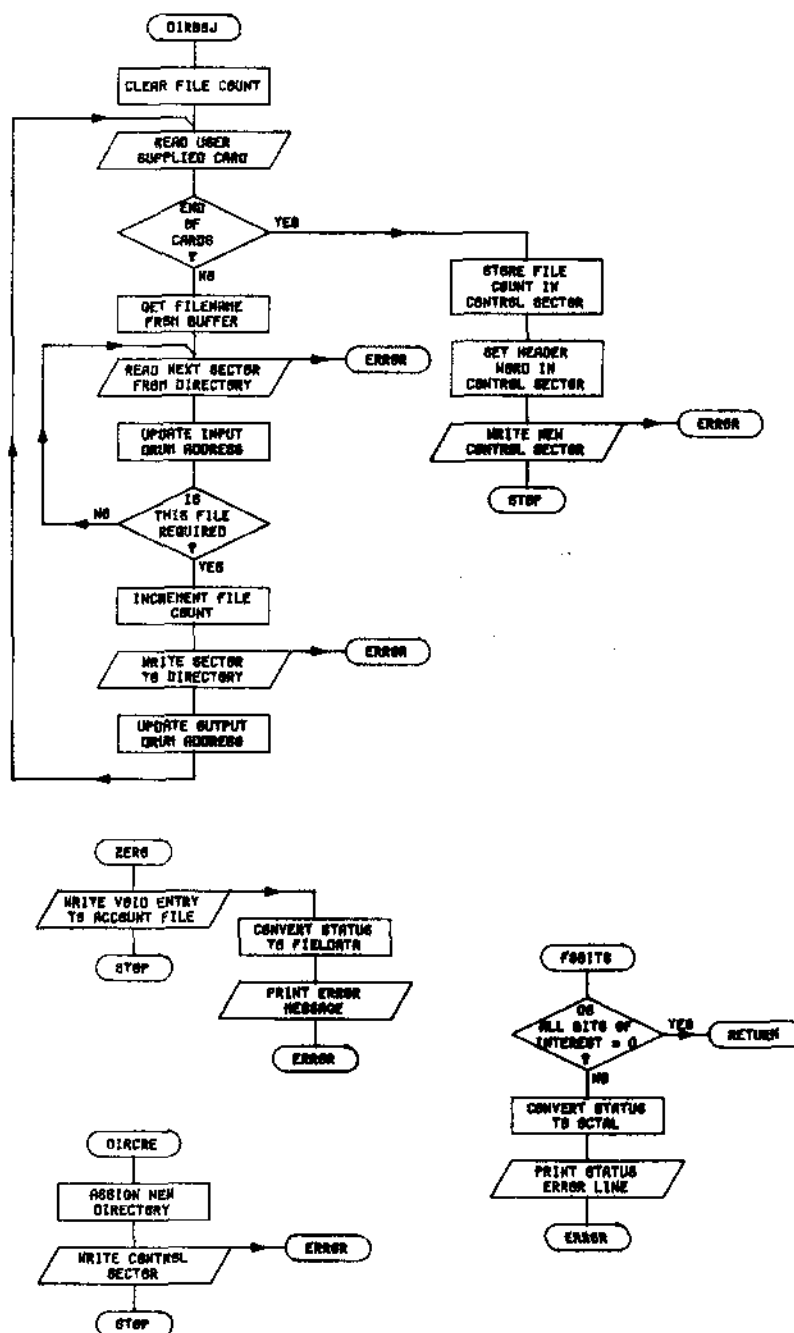 CLEAR FILE COUNT
READ USER
SUPPLIED CARD
END
OF
CARDS
?
YES
NO
STORE FILE
COUNT IN
CONTROL SECTOR
GET FILENAME
FROM BUFFER
READ NEXT SECTOR
FROM DIRECTORY
ERROR
SET HEADER
WORD IN
CONTROL SECTOR
UPDATE INPUT
DRUM ADDRESS
WRITE NEW
CONTROL SECTOR
ERROR
STOP
IS
THIS FILE
REQUIRED
?
NO
YES
INCREMENT FILE
COUNT
WRITE SECTOR
TO DIRECTORY
ERROR
UPDATE OUTPUT
DRUM ADDRESS
ZERO
WRITE VOID ENTRY
TO ACCOUNT FILE
STOP
CONVERT STATUS
TO FIELDATA
PRINT ERROR
MESSAGE
ERROR
FSBITS
DO
ALL BITS OF
INTEREST = 0
?
YES
RETURN
NO
CONVERT STATUS
TO OCTAL
PRINT STATUS
ERROR LINE
ERROR
DIRCRE
ASSIGN NEW
DIRECTORY
WRITE CONTROL
SECTOR
ERROR
STOP